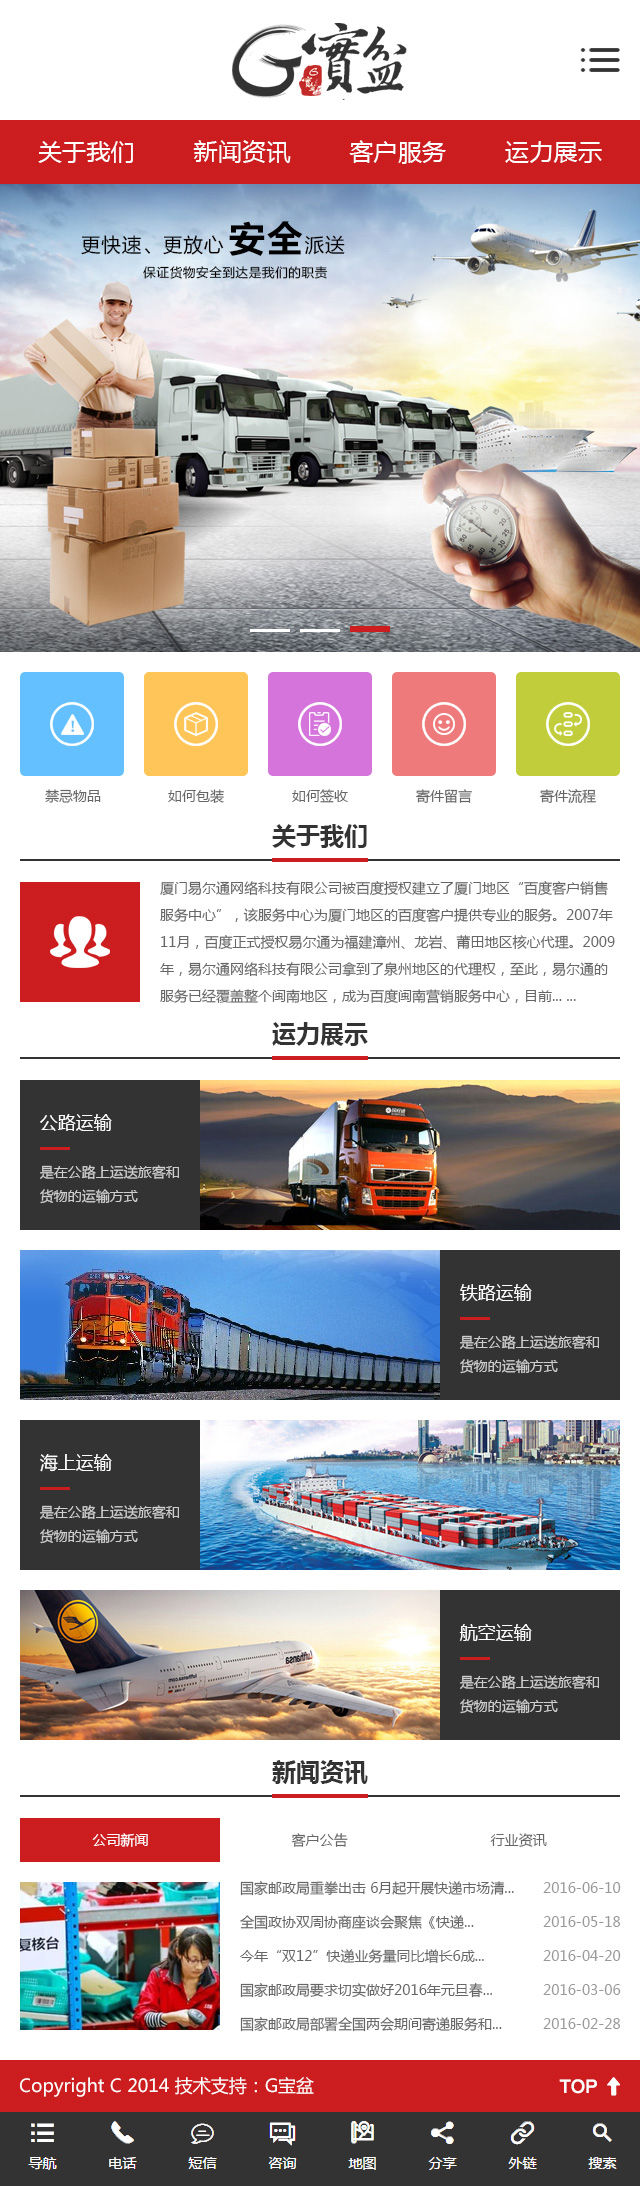 G寶盆
关于我们 新闻资讯 客户服务 运力展示
更快速、更放心 安全派送
保证货物安全到达是我们的职责
禁忌物品 如何包装 如何签收 寄件留言 寄件流程
关于我们
厦门易尔通网络科技有限公司被百度授权建立了厦门地区“百度客户销售
服务中心”，该服务中心为厦门地区的百度客户提供专业的服务。2007年
11月，百度正式授权易尔通为福建漳州、龙岩、莆田地区核心代理。2009
年，易尔通网络科技有限公司拿到了泉州地区的代理权，至此，易尔通的
服务已经覆盖整个闽南地区，成为百度闽南营销服务中心，目前... ...
运力展示
公路运输
是在公路上运送旅客和
货物的运输方式
铁路运输
是在公路上运送旅客和
货物的运输方式
海上运输
是在公路上运送旅客和
货物的运输方式
Lufthansa
航空运输
是在公路上运送旅客和
货物的运输方式
新闻资讯
公司新闻 客户公告 行业资讯
复核台
国家邮政局重拳出击 6月起开展快递市场清... 2016-06-10
全国政协双周协商座谈会聚焦《快递... 2016-05-18
今年“双12”快递业务量同比增长6成... 2016-04-20
国家邮政局要求切实做好2016年元旦春... 2016-03-06
国家邮政局部署全国两会期间寄递服务和... 2016-02-28
Copyright C 2014 技术支持：G宝盆 TOP
导航 电话 短信 咨询 地图 分享 外链 搜索